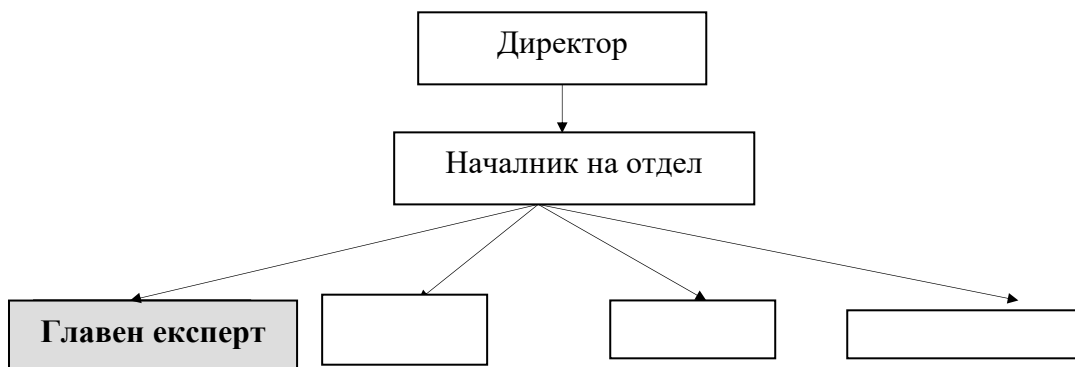 Директор
Началник на отдел
Главен експерт